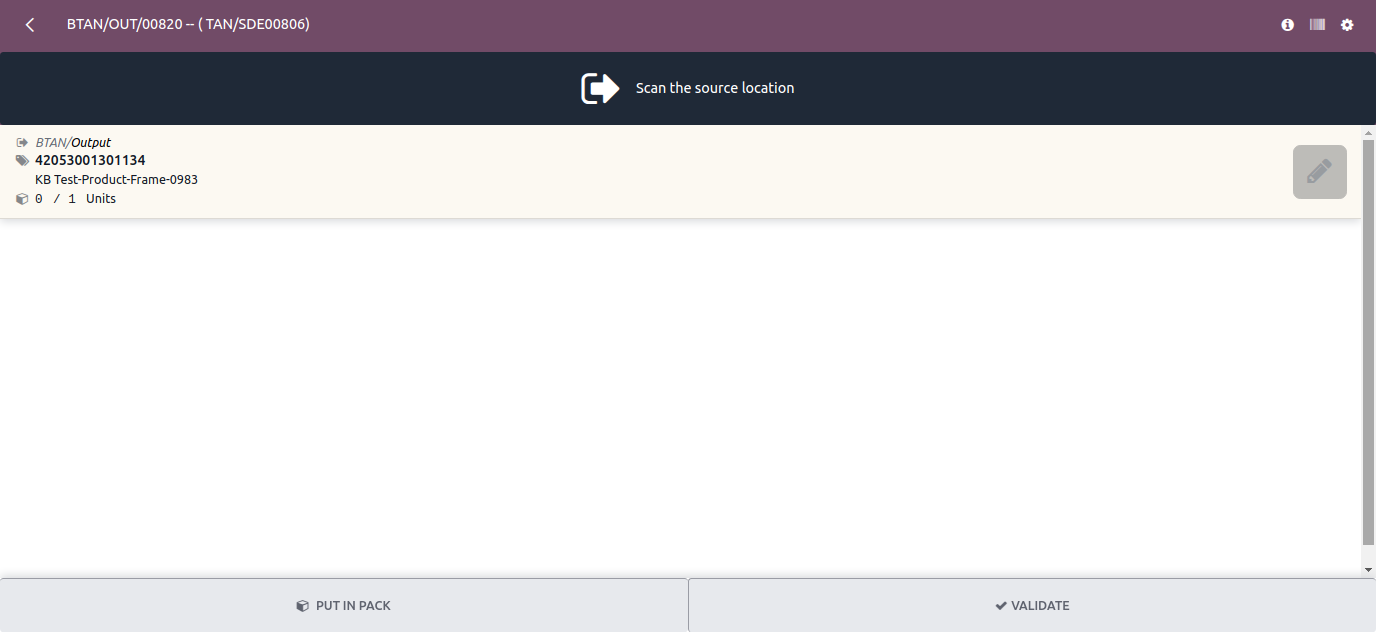 BTAN/OUT/00820 -- ( TAN/SDE00806)
Scan the source location
BTAN/Output
42053001301134
KB Test-Product-Frame-0983
0 / 1 Units
PUT IN PACK
VALIDATE